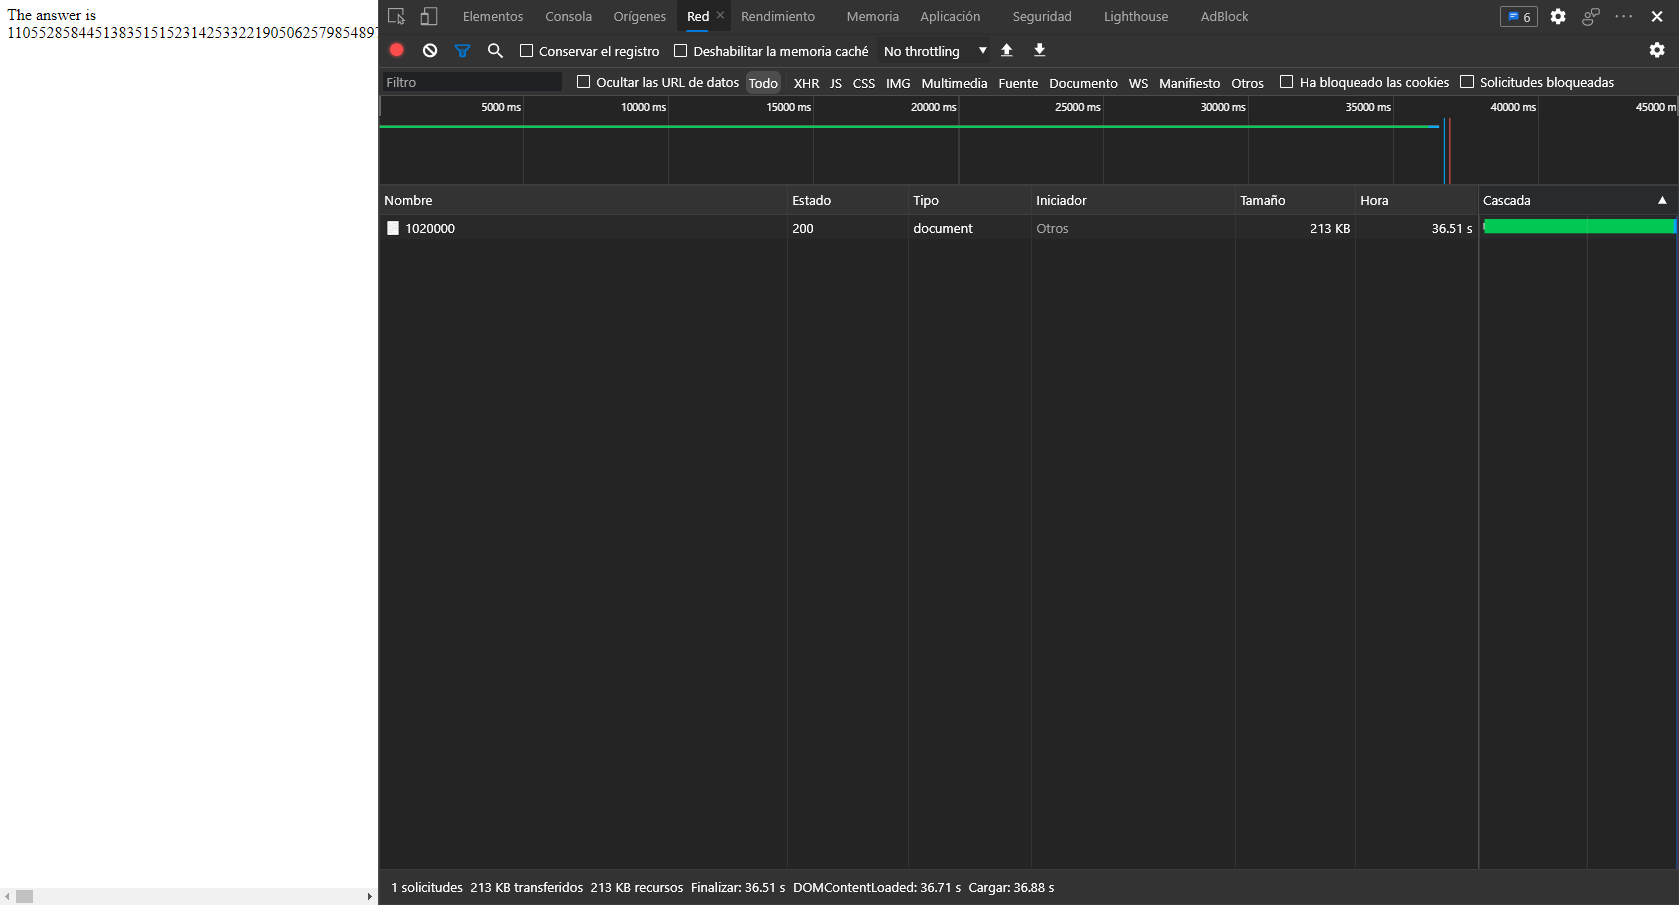 The answer is
11055285844513835151523142533221905062579854897
Elementos Consola Orígenes Red Rendimiento Memoria Aplicación Seguridad Lighthouse AdBlock 6
Conservar el registro Deshabilitar la memoria caché No throttling
Filtro Ocultar las URL de datos Todo XHR JS CSS IMG Multimedia Fuente Documento WS Manifiesto Otros Ha bloqueado las cookies Solicitudes bloqueadas
5000 ms 10000 ms 15000 ms 20000 ms 25000 ms 30000 ms 35000 ms 40000 ms 45000 m
Nombre Estado Tipo Iniciador Tamaño Hora Cascada
1020000 200 document Otros 213 KB 36.51 s
1 solicitudes 213 KB transferidos 213 KB recursos Finalizar: 36.51 s DOMContentLoaded: 36.71 s Cargar: 36.88 s